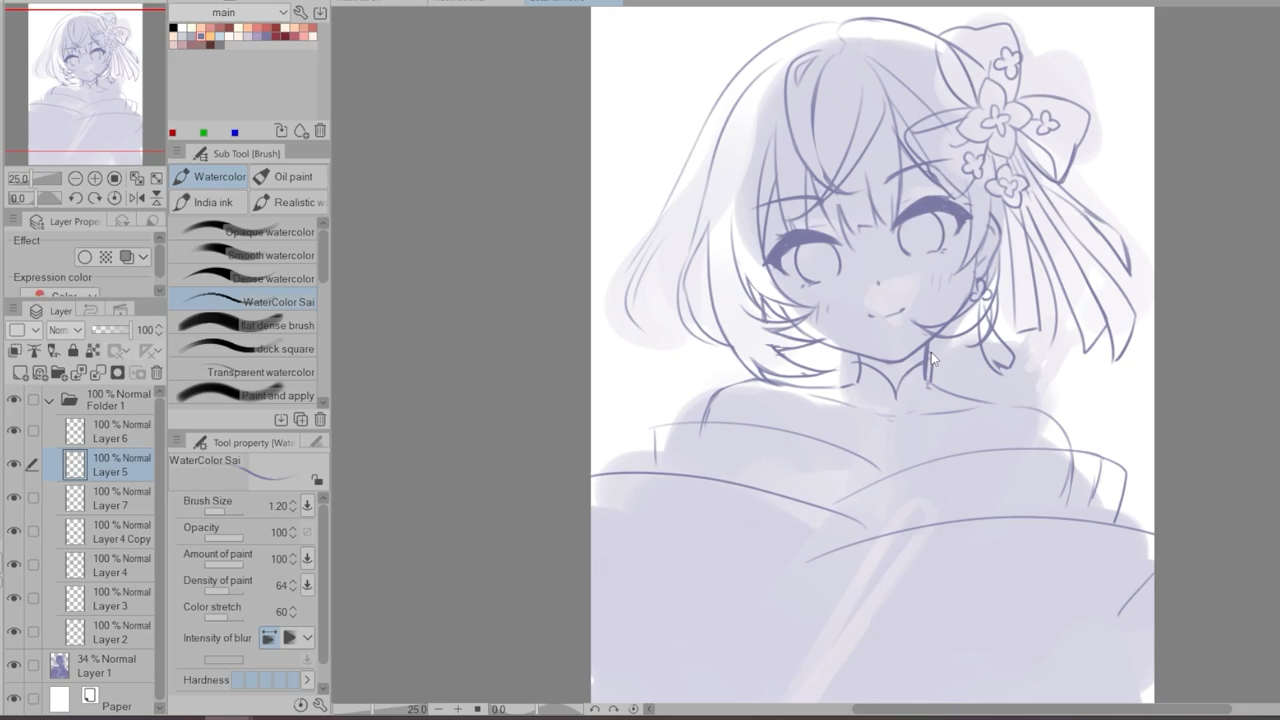 main
25.0
0.0
Layer Prope
Effect
Expression color
Color
Layer
Norm
100
100 % Normal
Folder 1
100 % Normal
Layer 6
100 % Normal
Layer 5
100 % Normal
Layer 7
100 % Normal
Layer 4 Copy
100 % Normal
Layer 4
100 % Normal
Layer 3
100 % Normal
Layer 2
34 % Normal
Layer 1
Paper
Sub Tool [Brush]
Watercolor
Oil paint
India ink
Realistic w
Opaque watercolor
Smooth watercolor
Dense watercolor
WaterColor Sai
flat dense brush
duck square
Transparent watercolor
Paint and apply
Tool property [Wate
WaterColor Sai
Brush Size 1.20
Opacity 100
Amount of paint 100
Density of paint 64
Color stretch 60
Intensity of blur
Hardness
25.0
0.0